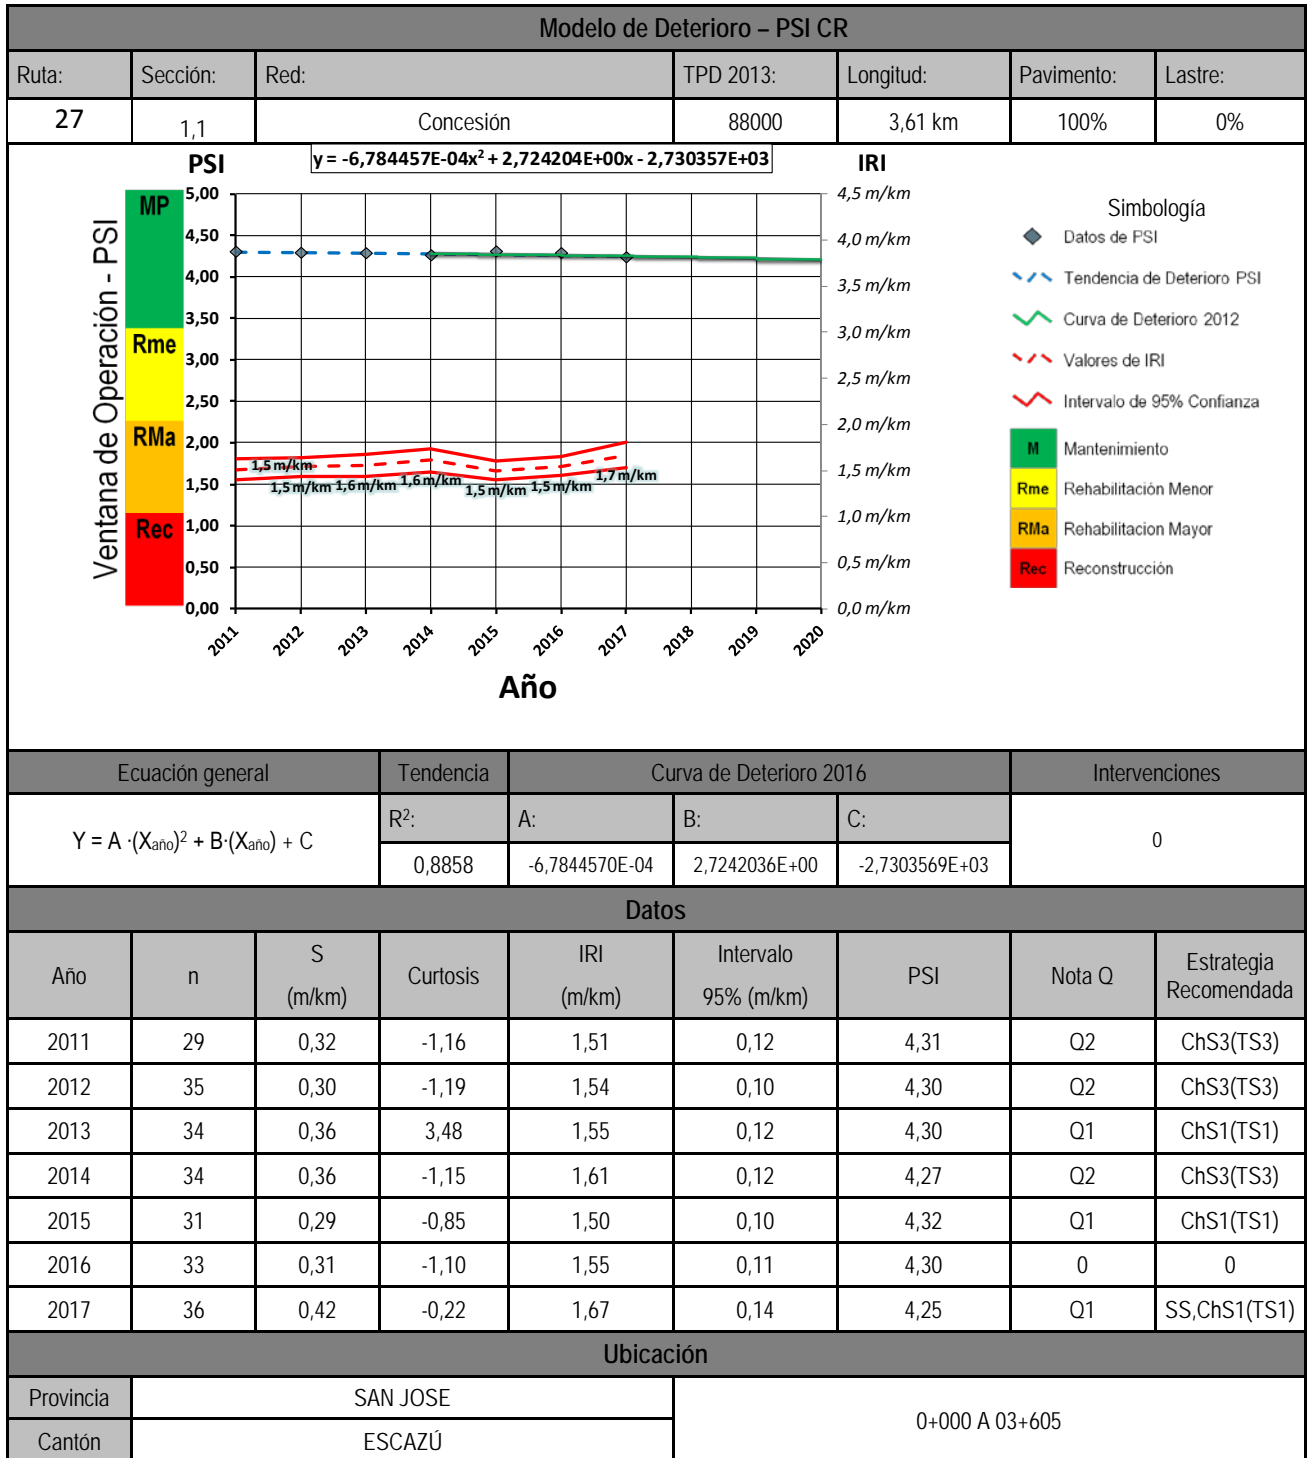 Modelo de Deterioro – PSI CR
Ruta: Sección: Red: TPD 2013: Longitud: Pavimento: Lastre:
27 1,1 Concesión 88000 3,61 km 100% 0%
PSI
y = -6,784457E-04x² + 2,724204E+00x - 2,730357E+03
IRI
Ventana de Operación - PSI
MP
Rme
RMa
Rec
5,00
4,50
4,00
3,50
3,00
2,50
2,00
1,50
1,00
0,50
0,00
1,5 m/km
1,5 m/km
1,6 m/km
1,6 m/km
1,5 m/km
1,5 m/km
1,7 m/km
4,5 m/km
4,0 m/km
3,5 m/km
3,0 m/km
2,5 m/km
2,0 m/km
1,5 m/km
1,0 m/km
0,5 m/km
0,0 m/km
2011 2012 2013 2014 2015 2016 2017 2018 2019 2020
Año
Simbología
Datos de PSI
Tendencia de Deterioro PSI
Curva de Deterioro 2012
Valores de IRI
Intervalo de 95% Confianza
M Mantenimiento
Rme Rehabilitación Menor
RMa Rehabilitacion Mayor
Rec Reconstrucción
Ecuación general Tendencia Curva de Deterioro 2016 Intervenciones
Y = A ·(Xaño)² + B·(Xaño) + C
R²: A: B: C:
0,8858 -6,7844570E-04 2,7242036E+00 -2,7303569E+03
0
Datos
Año n S (m/km) Curtosis IRI (m/km) Intervalo 95% (m/km) PSI Nota Q Estrategia Recomendada
2011 29 0,32 -1,16 1,51 0,12 4,31 Q2 ChS3(TS3)
2012 35 0,30 -1,19 1,54 0,10 4,30 Q2 ChS3(TS3)
2013 34 0,36 3,48 1,55 0,12 4,30 Q1 ChS1(TS1)
2014 34 0,36 -1,15 1,61 0,12 4,27 Q2 ChS3(TS3)
2015 31 0,29 -0,85 1,50 0,10 4,32 Q1 ChS1(TS1)
2016 33 0,31 -1,10 1,55 0,11 4,30 0 0
2017 36 0,42 -0,22 1,67 0,14 4,25 Q1 SS,ChS1(TS1)
Ubicación
Provincia SAN JOSE
Cantón ESCAZÚ
0+000 A 03+605